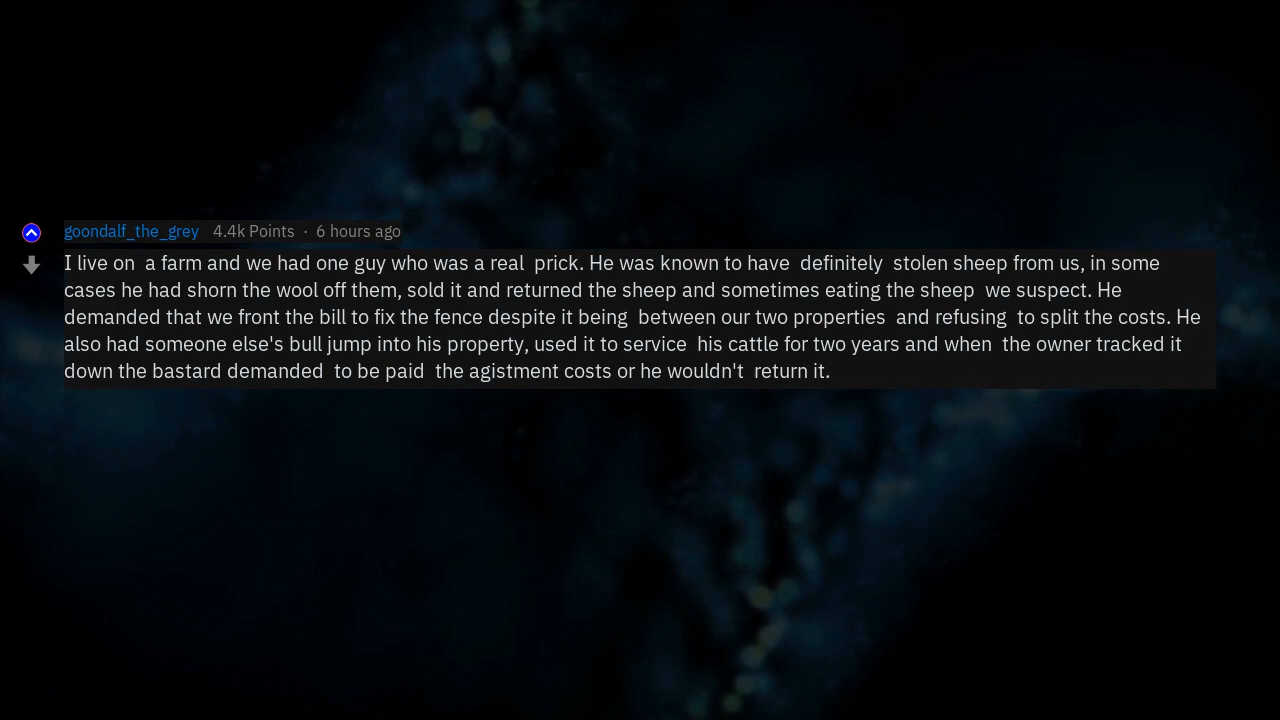 goondalf_the_grey 4.4k Points · 6 hours ago
I live on  a farm and we had one guy who was a real  prick. He was known to have  definitely  stolen sheep from us, in some
cases he had shorn the wool off them, sold it and returned the sheep and sometimes eating the sheep  we suspect. He
demanded that we front the bill to fix the fence despite it being  between our two properties  and refusing  to split the costs. He
also had someone else's bull jump into his property, used it to service  his cattle for two years and when  the owner tracked it
down the bastard demanded  to be paid  the agistment costs or he wouldn't  return it.